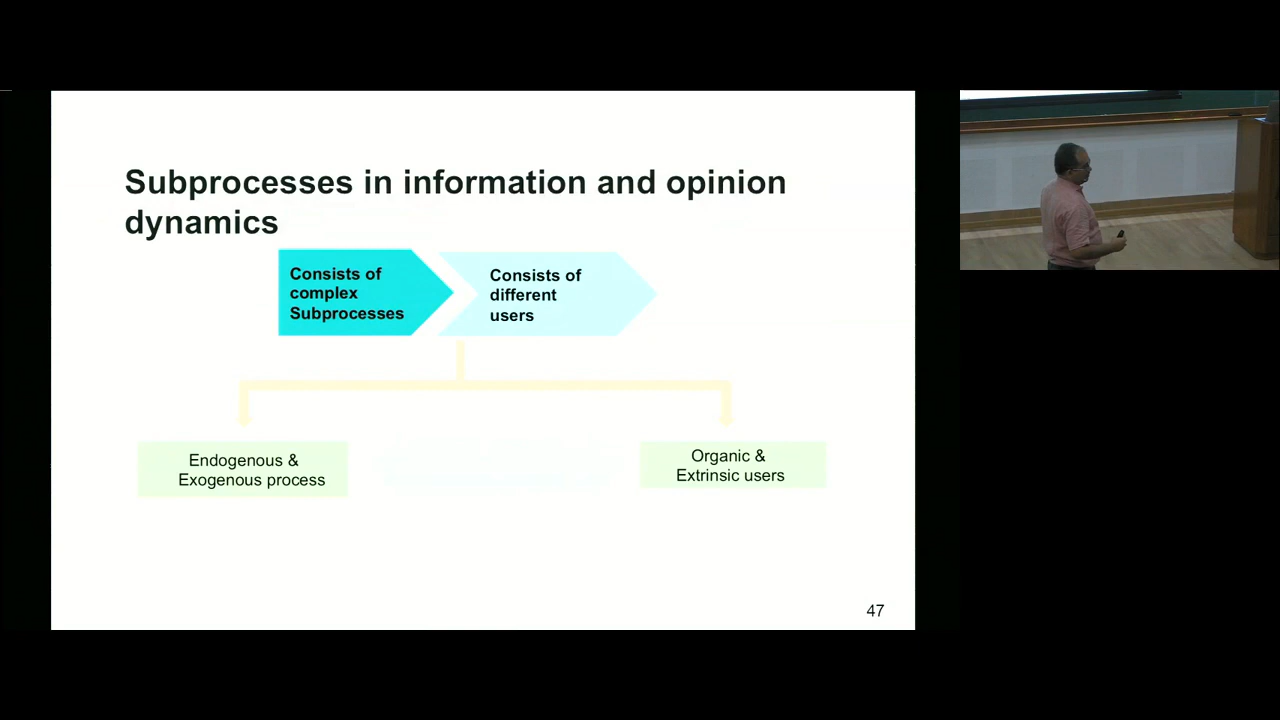 Subprocesses in information and opinion
dynamics
Consists of
complex
Subprocesses
Consists of
different
users
Endogenous &
Exogenous process
Organic &
Extrinsic users
47